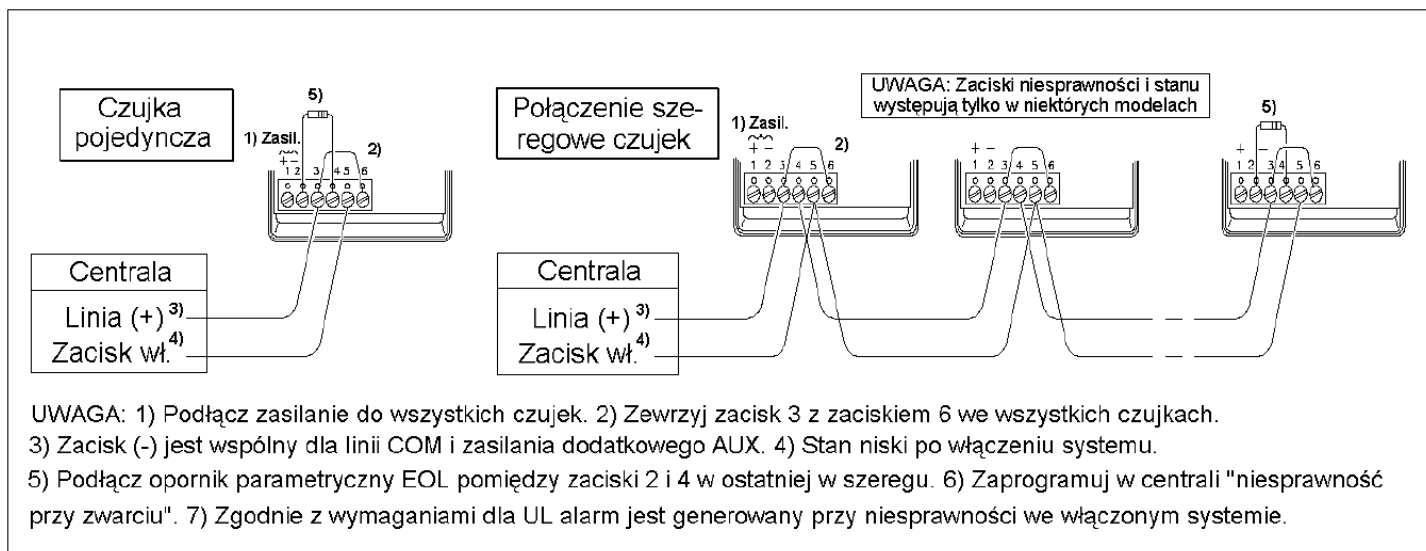 Czujka
pojedyncza
5)
1) Zasil.
+ -
2)
1 2 3 4 5 6
Centrala
Linia (+) 3)
Zacisk wł. 4)
Połączenie sze-
regowe czujek
1) Zasil.
+ -
2)
1 2 3 4 5 6
UWAGA: Zaciski niesprawności i stanu
występują tylko w niektórych modelach
+ -
1 2 3 4 5 6
5)
+ -
1 2 3 4 5 6
Centrala
Linia (+) 3)
Zacisk wł. 4)
UWAGA: 1) Podłącz zasilanie do wszystkich czujek. 2) Zewrzyj zacisk 3 z zaciskiem 6 we wszystkich czujkach.
3) Zacisk (-) jest wspólny dla linii COM i zasilania dodatkowego AUX. 4) Stan niski po włączeniu systemu.
5) Podłącz opornik parametryczny EOL pomiędzy zaciski 2 i 4 w ostatniej w szeregu. 6) Zaprogramuj w centrali "niesprawność
przy zwarciu". 7) Zgodnie z wymaganiami dla UL alarm jest generowany przy niesprawności we włączonym systemie.